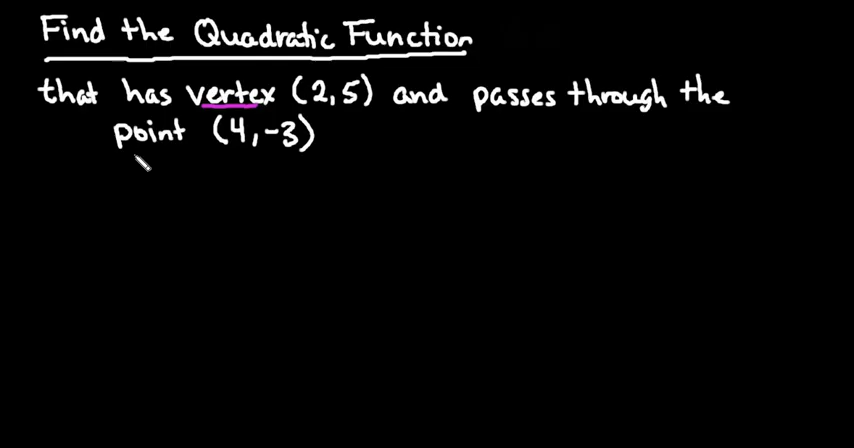 Find the Quadratic Function
that has vertex (2,5) and passes through the
point (4,-3)